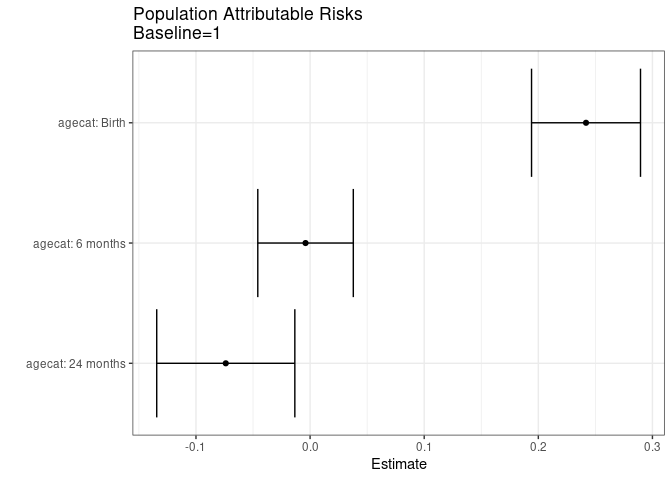 Population Attributable Risks
Baseline=1
agecat: Birth
agecat: 6 months
agecat: 24 months
-0.1 0.0 0.1 0.2 0.3
Estimate